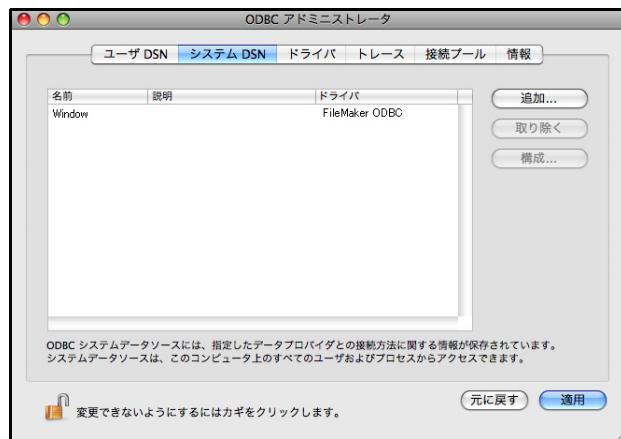 ODBC アドミニストレータ
ユーザ DSN システム DSN ドライバ トレース 接続プール 情報
名前 説明 ドライバ
Window FileMaker ODBC
追加...
取り除く
構成...
ODBC システムデータソースには、指定したデータプロバイダとの接続方法に関する情報が保存されています。
システムデータソースは、このコンピュータ上のすべてのユーザおよびプロセスからアクセスできます。
変更できないようにするにはカギをクリックします。
元に戻す 適用